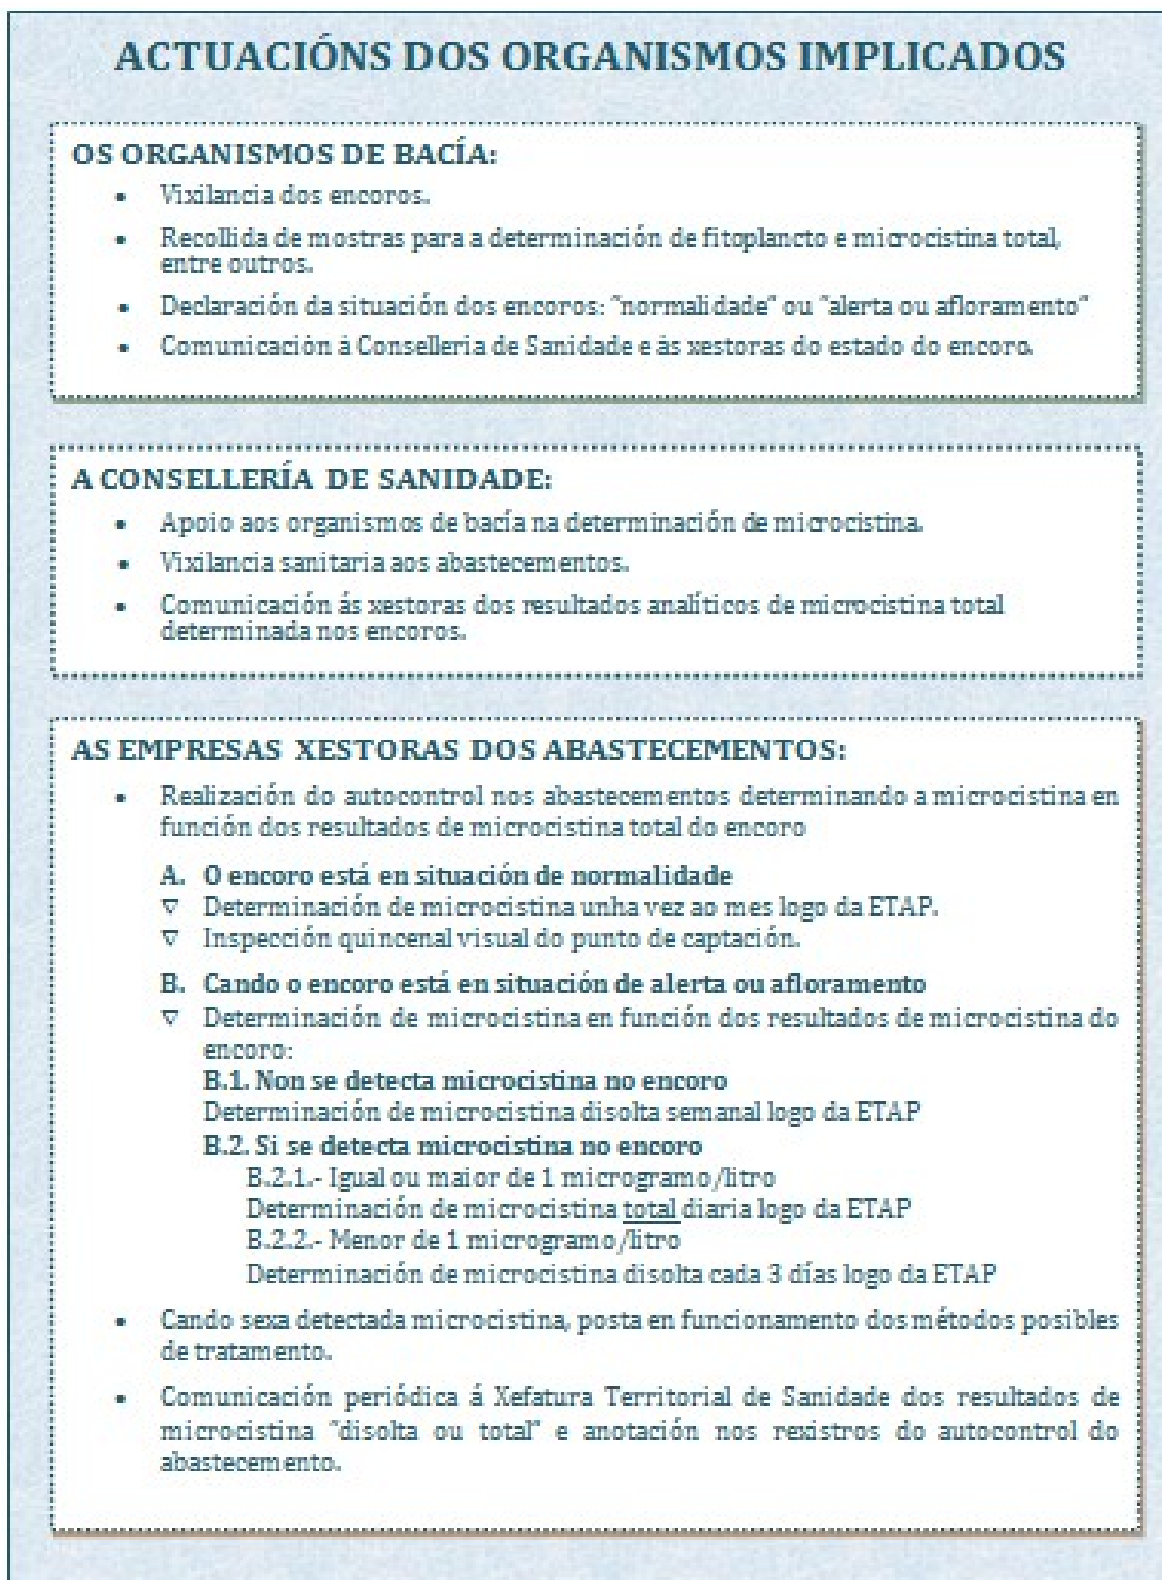 ACTUACIÓNS DOS ORGANISMOS IMPLICADOS
OS ORGANISMOS DE BACÍA:
• Vixilancia dos encoros.
• Recollida de mostras para a determinación de fitoplancto e microcistina total,
entre outros.
• Declaración da situación dos encoros: "normalidade" ou "alerta ou afloramento"
• Comunicación á Consellería de Sanidade e ás xestoras do estado do encoro.
A CONSELLERÍA DE SANIDADE:
• Apoio aos organismos de bacía na determinación de microcistina.
• Vixilancia sanitaria aos abastecementos.
• Comunicación ás xestoras dos resultados analíticos de microcistina total
determinada nos encoros.
AS EMPRESAS XESTORAS DOS ABASTECEMENTOS:
• Realización do autocontrol nos abastecementos determinando a microcistina en
función dos resultados de microcistina total do encoro
A. O encoro está en situación de normalidade
▽ Determinación de microcistina unha vez ao mes logo da ETAP.
▽ Inspección quincenal visual do punto de captación.
B. Cando o encoro está en situación de alerta ou afloramento
▽ Determinación de microcistina en función dos resultados de microcistina do
encoro:
B.1. Non se detecta microcistina no encoro
Determinación de microcistina disolta semanal logo da ETAP
B.2. Si se detecta microcistina no encoro
B.2.1.- Igual ou maior de 1 microgramo/litro
Determinación de microcistina total diaria logo da ETAP
B.2.2.- Menor de 1 microgramo/litro
Determinación de microcistina disolta cada 3 días logo da ETAP
• Cando sexa detectada microcistina, posta en funcionamento dos métodos posibles
de tratamento.
• Comunicación periódica á Xefatura Territorial de Sanidade dos resultados de
microcistina "disolta ou total" e anotación nos rexistros do autocontrol do
abastecemento.